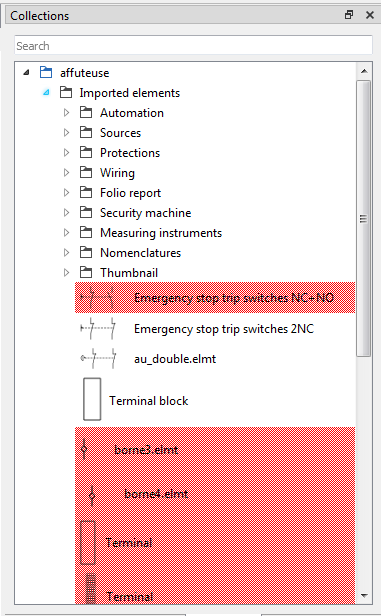 Collections
Search
affuteuse
Imported elements
Automation
Sources
Protections
Wiring
Folio report
Security machine
Measuring instruments
Nomenclatures
Thumbnail
Emergency stop trip switches NC+NO
Emergency stop trip switches 2NC
au_double.elmt
Terminal block
borne3.elmt
borne4.elmt
Terminal
Terminal